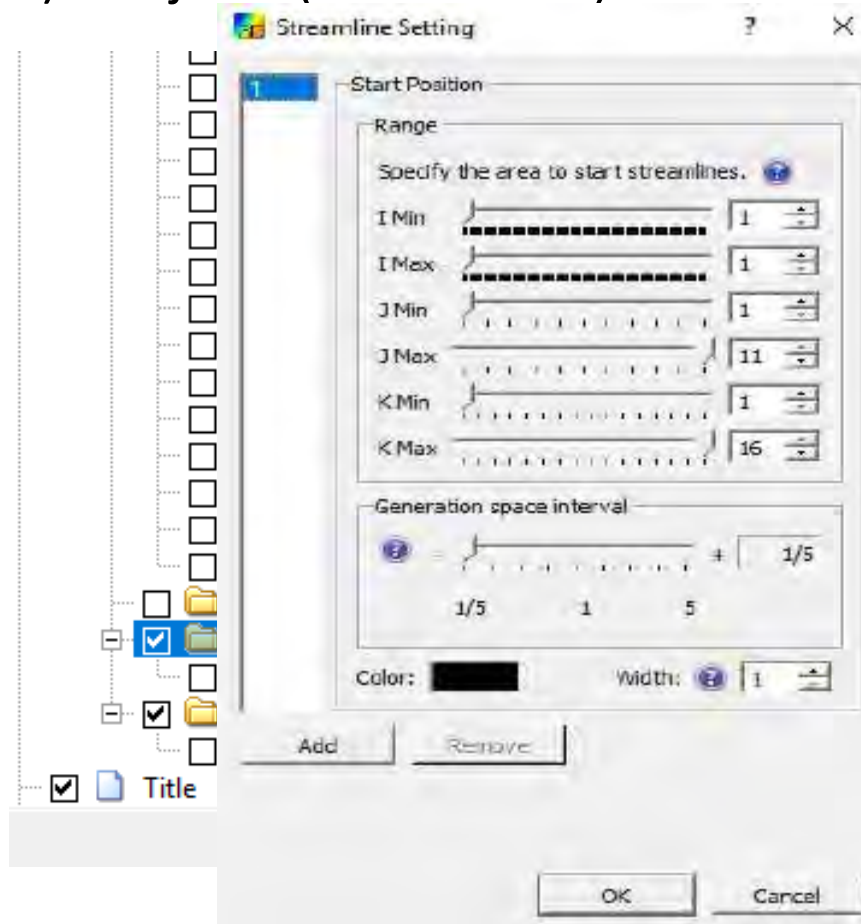 Streamline Setting ? ×
1
Start Position
Range
Specify the area to start streamlines. ?
I Min 1
I Max 1
J Min 1
J Max 11
K Min 1
K Max 16
Generation space interval
? - + 1/5
1/5 1 5
Color: Width: ? 1
Add Remove
Title
OK Cancel